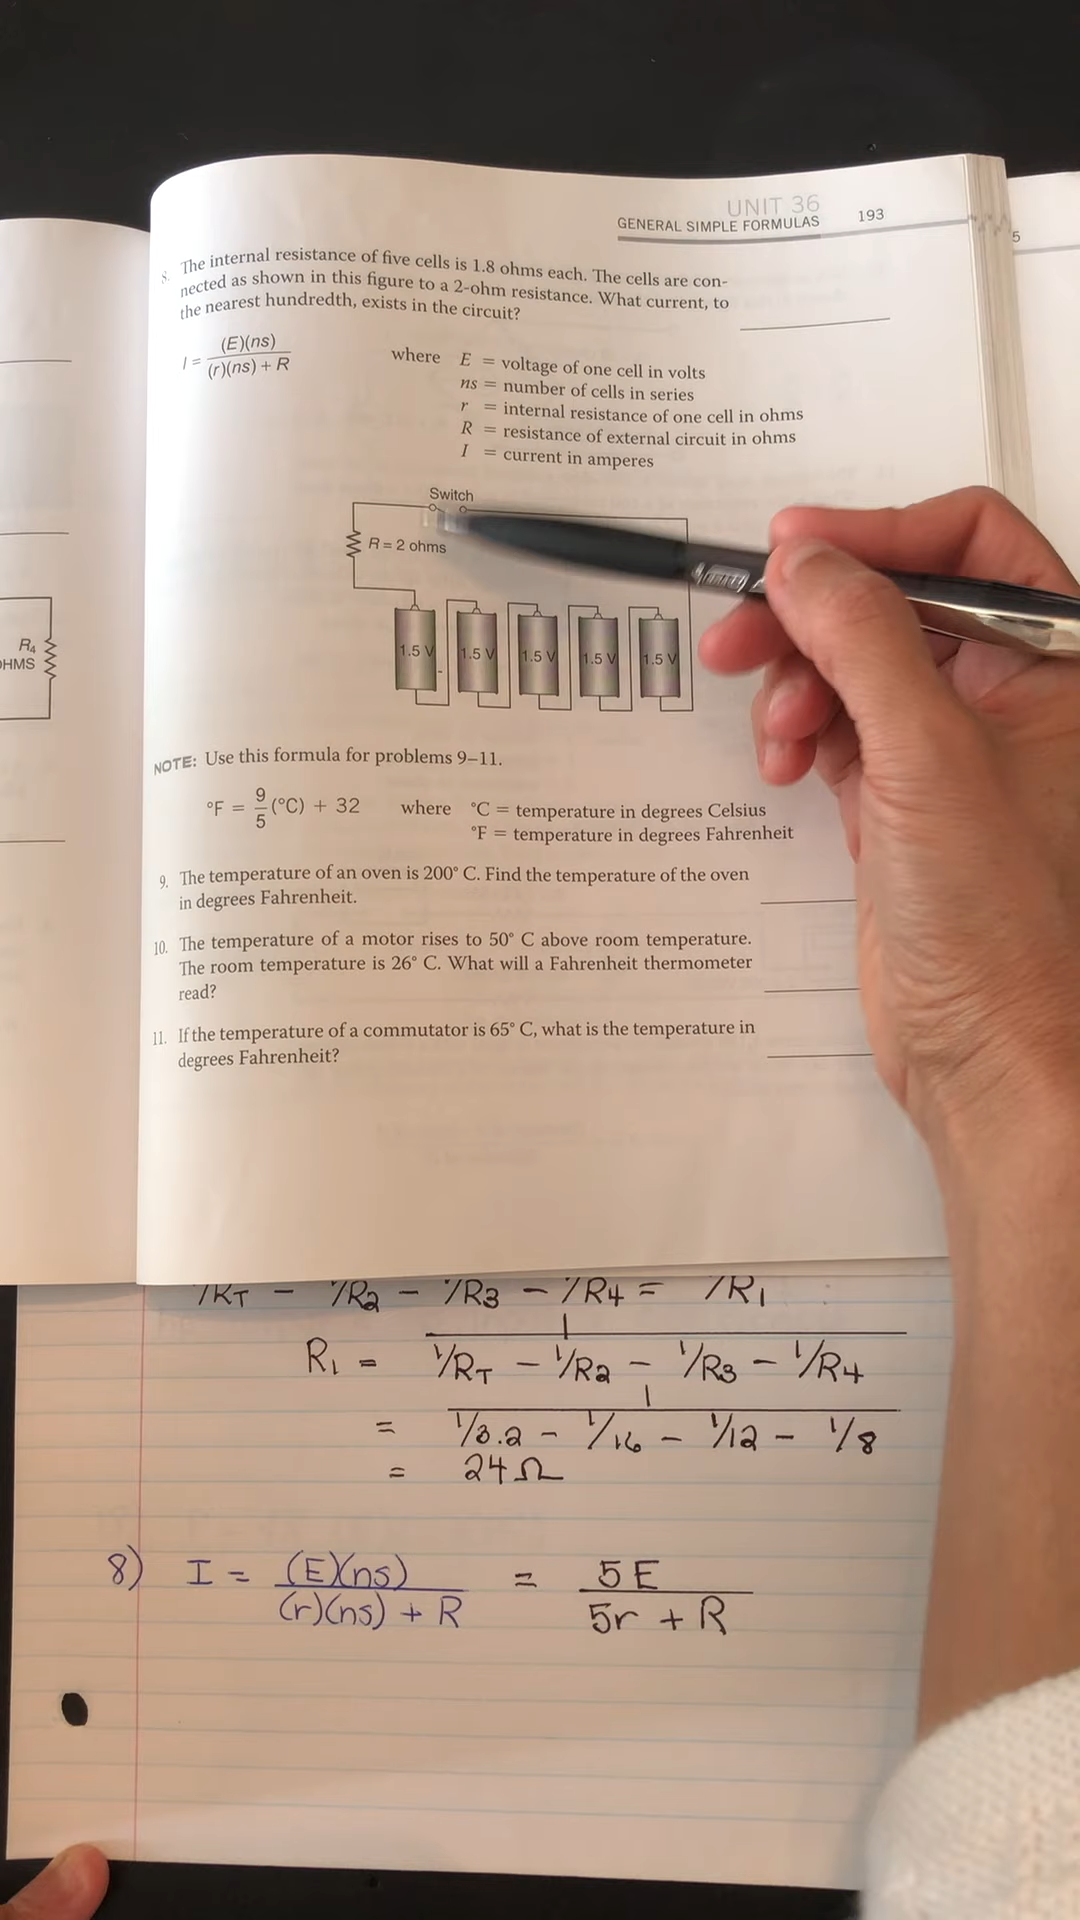 UNIT 36
GENERAL SIMPLE FORMULAS 193
5
8. The internal resistance of five cells is 1.8 ohms each. The cells are con-
nected as shown in this figure to a 2-ohm resistance. What current, to
the nearest hundredth, exists in the circuit?
I = (E)(ns) / (r)(ns) + R
where E = voltage of one cell in volts
ns = number of cells in series
r = internal resistance of one cell in ohms
R = resistance of external circuit in ohms
I = current in amperes
Switch
R = 2 ohms
1.5 V 1.5 V 1.5 V 1.5 V 1.5 V
R4
OHMS
NOTE: Use this formula for problems 9–11.
°F = 9/5 (°C) + 32 where °C = temperature in degrees Celsius
°F = temperature in degrees Fahrenheit
9. The temperature of an oven is 200° C. Find the temperature of the oven
in degrees Fahrenheit.
10. The temperature of a motor rises to 50° C above room temperature.
The room temperature is 26° C. What will a Fahrenheit thermometer
read?
11. If the temperature of a commutator is 65° C, what is the temperature in
degrees Fahrenheit?
1/RT - 1/R2 - 1/R3 - 1/R4 = 1/R1
R1 = 1 / 1/RT - 1/R2 - 1/R3 - 1/R4
= 1 / 1/3.2 - 1/16 - 1/12 - 1/8
= 24 Ω
8) I = (E)(ns) / (r)(ns) + R = 5E / 5r + R